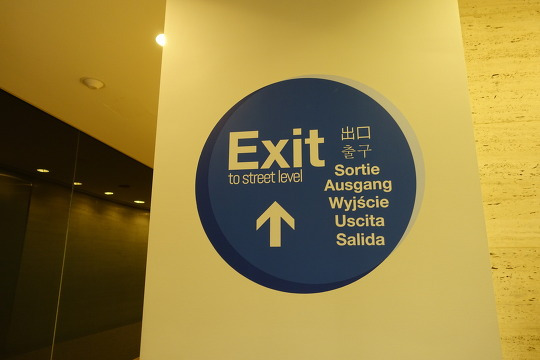 Exit
to street level
出口
출구
Sortie
Ausgang
Wyjście
Uscita
Salida